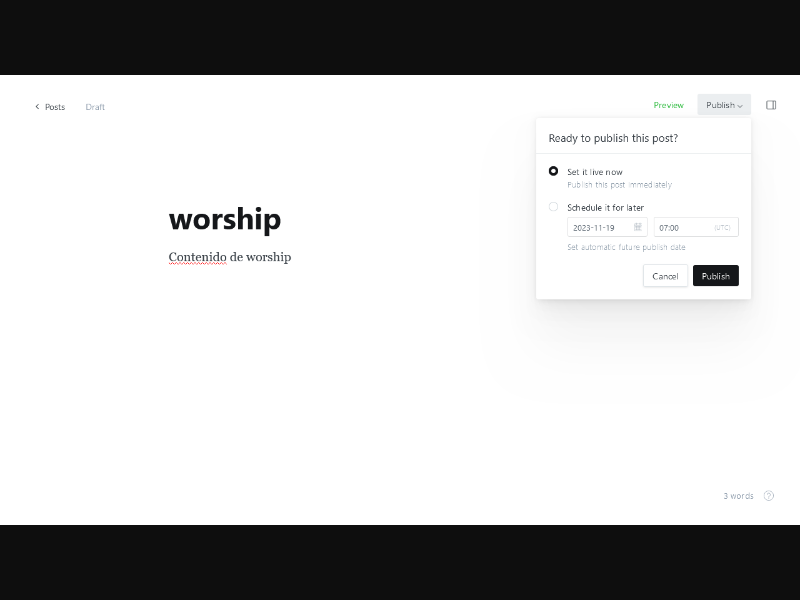 Posts
Draft
Preview
Publish
Ready to publish this post?
Set it live now
Publish this post immediately
Schedule it for later
2023-11-19
07:00
(UTC)
Set automatic future publish date
Cancel
Publish
worship
Contenido de worship
3 words
?